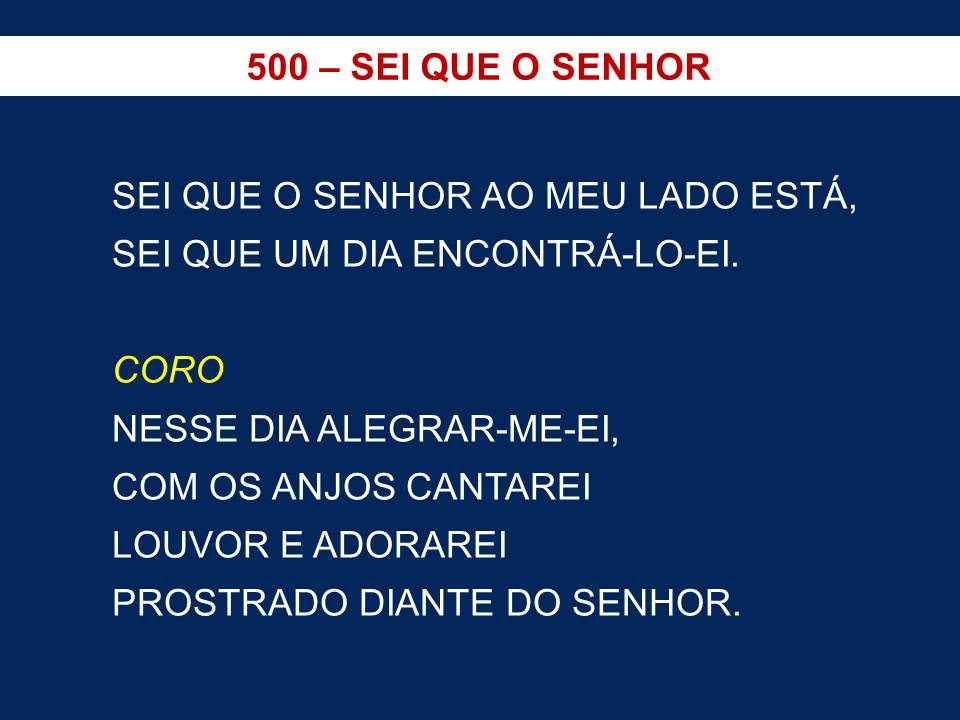 500 – SEI QUE O SENHOR
SEI QUE O SENHOR AO MEU LADO ESTÁ,
SEI QUE UM DIA ENCONTRÁ-LO-EI.
CORO
NESSE DIA ALEGRAR-ME-EI,
COM OS ANJOS CANTAREI
LOUVOR E ADORAREI
PROSTRADO DIANTE DO SENHOR.